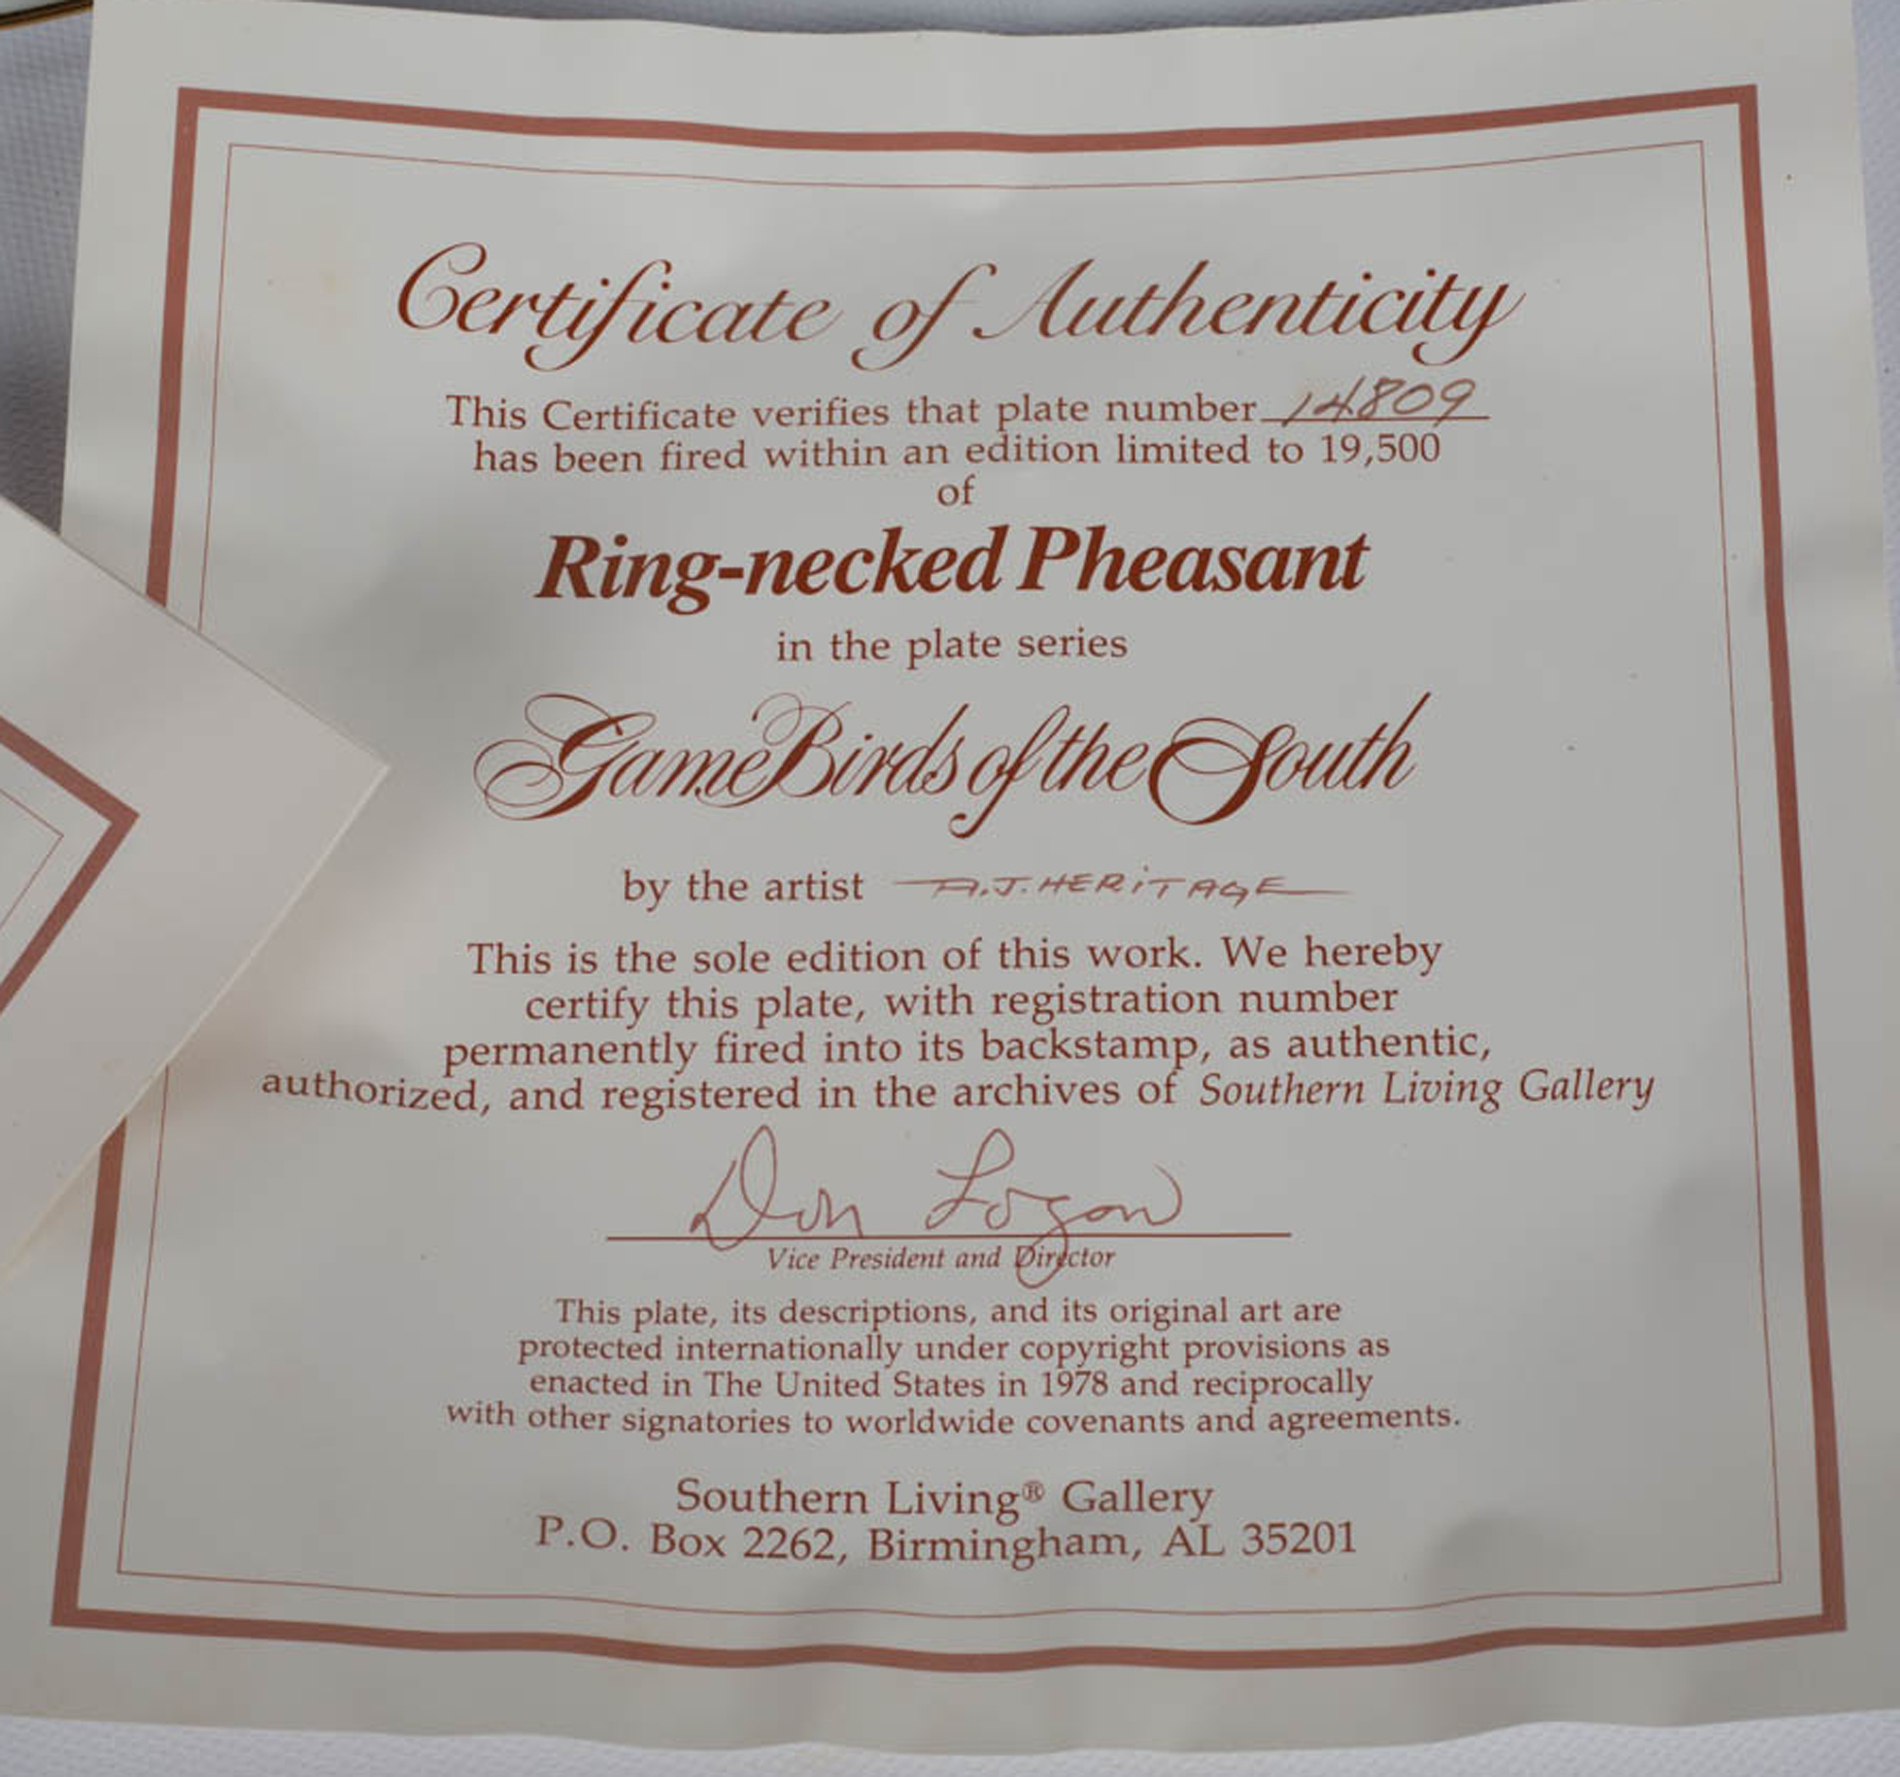 Certificate of Authenticity
This Certificate verifies that plate number 14809
has been fired within an edition limited to 19,500
of
Ring-necked Pheasant
in the plate series
Game Birds of the South
by the artist A.J. HERiTAGE
This is the sole edition of this work. We hereby
certify this plate, with registration number
permanently fired into its backstamp, as authentic,
authorized, and registered in the archives of Southern Living Gallery
Don Logan
Vice President and Director
This plate, its descriptions, and its original art are
protected internationally under copyright provisions as
enacted in The United States in 1978 and reciprocally
with other signatories to worldwide covenants and agreements.
Southern Living® Gallery
P.O. Box 2262, Birmingham, AL 35201